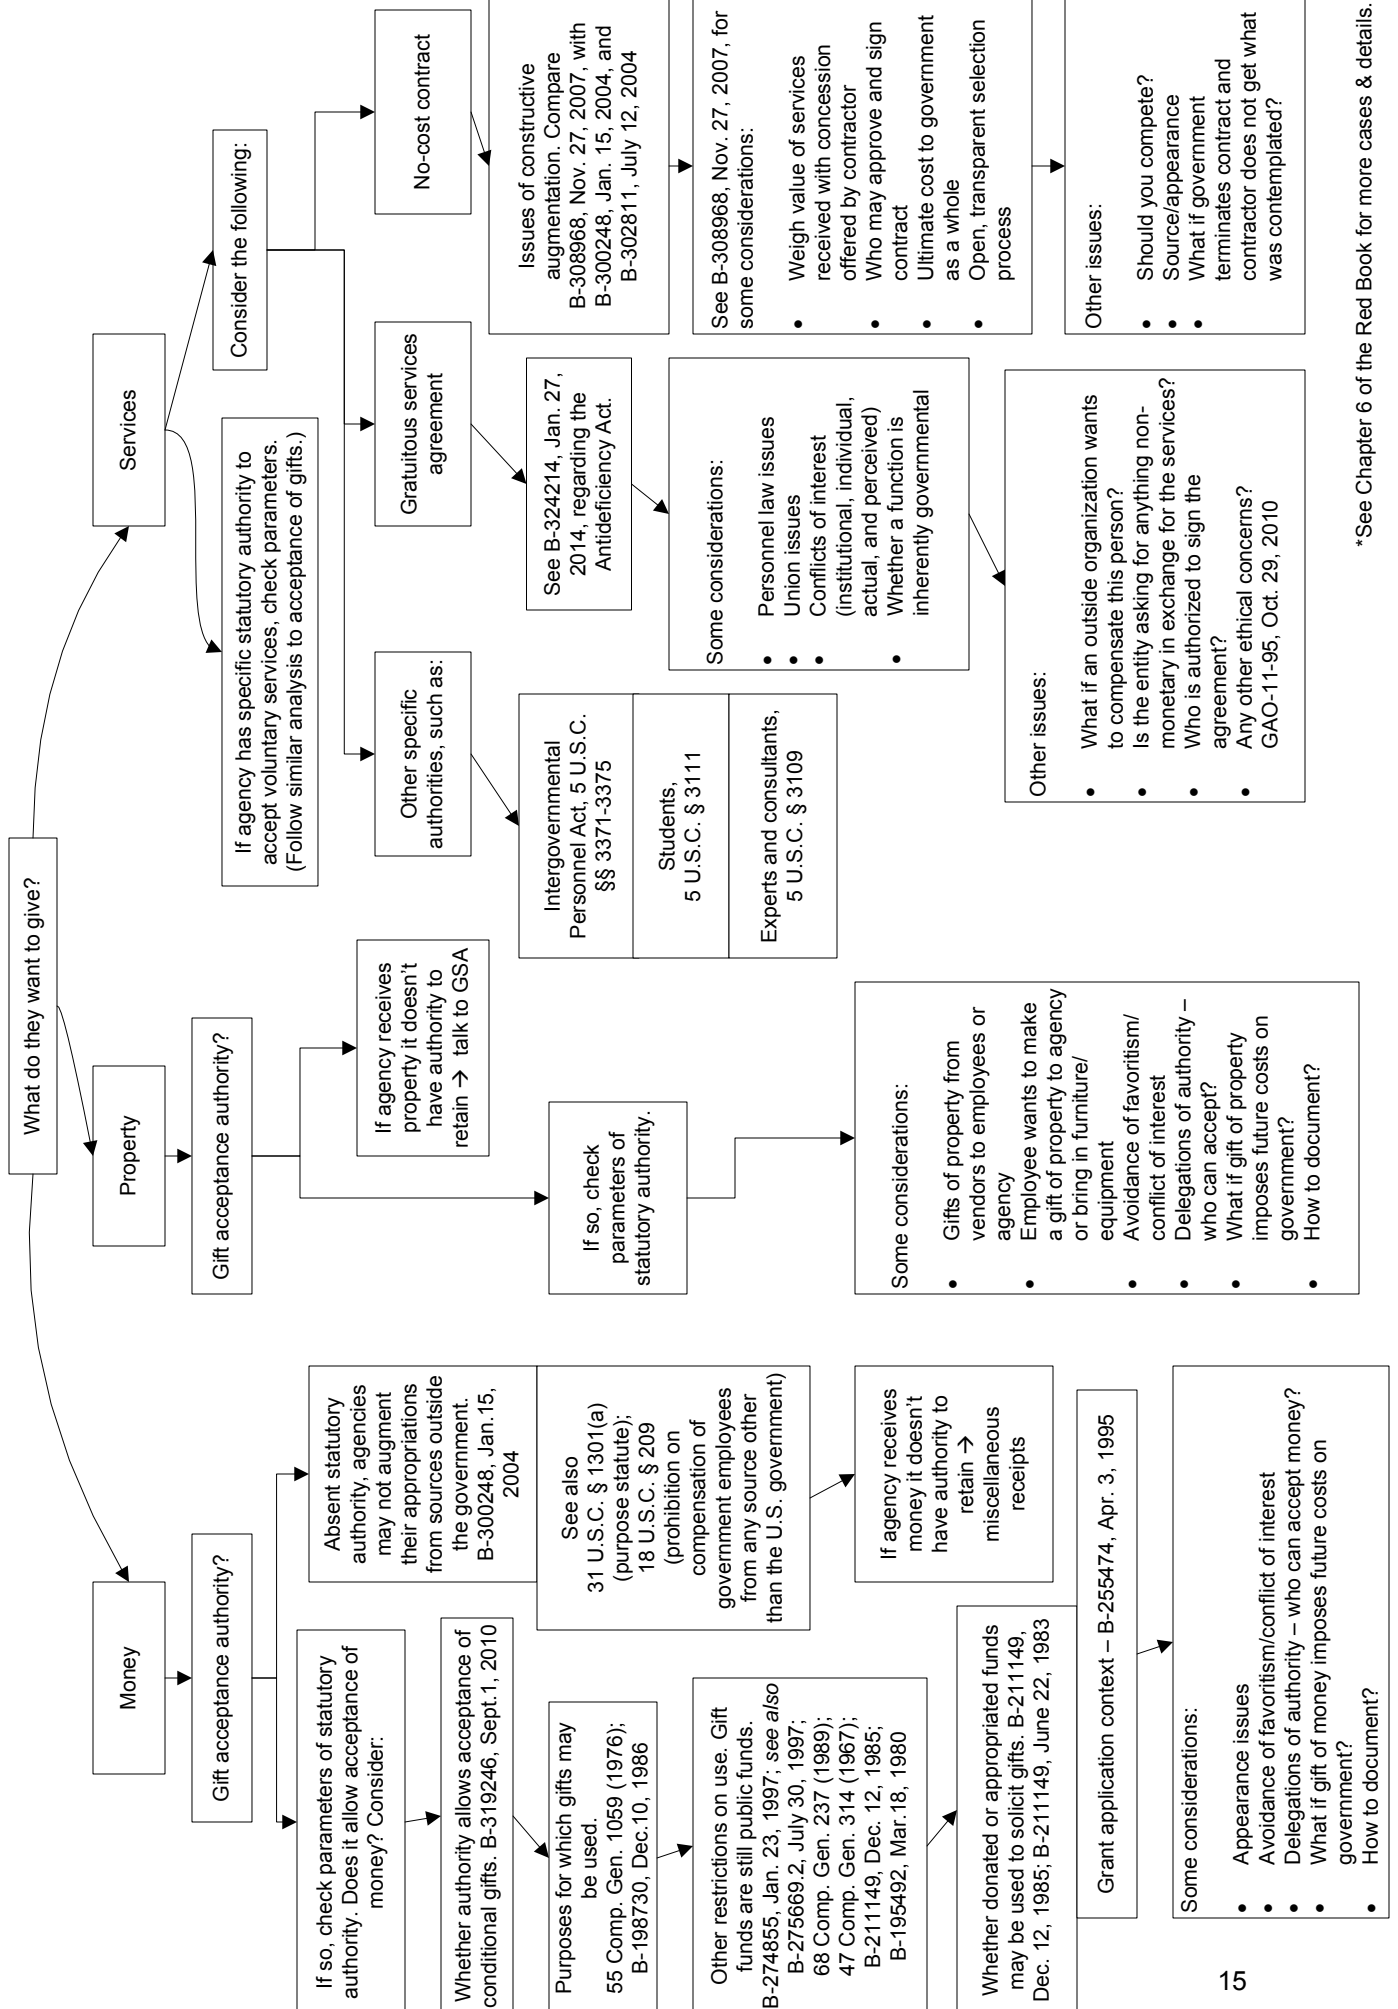 What do they want to give?
Money
Gift acceptance authority?
If so, check parameters of statutory
authority. Does it allow acceptance of
money? Consider:
Whether authority allows acceptance of
conditional gifts. B-319246, Sept.1, 2010
Purposes for which gifts may
be used.
55 Comp. Gen. 1059 (1976);
B-198730, Dec.10, 1986
Other restrictions on use. Gift
funds are still public funds.
B-274855, Jan. 23, 1997; see also
B-275669.2, July 30, 1997;
68 Comp. Gen. 237 (1989);
47 Comp. Gen. 314 (1967);
B-211149, Dec. 12, 1985;
B-195492, Mar.18, 1980
Whether donated or appropriated funds
may be used to solicit gifts. B-211149,
Dec. 12, 1985; B-211149, June 22, 1983
Grant application context – B-255474, Apr. 3, 1995
Some considerations:
• Appearance issues
• Avoidance of favoritism/conflict of interest
• Delegations of authority – who can accept money?
• What if gift of money imposes future costs on
government?
• How to document?
Absent statutory
authority, agencies
may not augment
their appropriations
from sources outside
the government.
B-300248, Jan.15,
2004
See also
31 U.S.C. § 1301(a)
(purpose statute);
18 U.S.C. § 209
(prohibition on
compensation of
government employees
from any source other
than the U.S. government)
If agency receives
money it doesn't
have authority to
retain →
miscellaneous
receipts
Property
Gift acceptance authority?
If agency receives
property it doesn't
have authority to
retain → talk to GSA
If so, check
parameters of
statutory authority.
Some considerations:
• Gifts of property from
vendors to employees or
agency
• Employee wants to make
a gift of property to agency
or bring in furniture/
equipment
• Avoidance of favoritism/
conflict of interest
• Delegations of authority –
who can accept?
• What if gift of property
imposes future costs on
government?
• How to document?
Services
If agency has specific statutory authority to
accept voluntary services, check parameters.
(Follow similar analysis to acceptance of gifts.)
Consider the following:
Other specific
authorities, such as:
Intergovernmental
Personnel Act, 5 U.S.C.
§§ 3371-3375
Students,
5 U.S.C. § 3111
Experts and consultants,
5 U.S.C. § 3109
Gratuitous services
agreement
See B-324214, Jan. 27,
2014, regarding the
Antideficiency Act.
Some considerations:
• Personnel law issues
• Union issues
• Conflicts of interest
(institutional, individual,
actual, and perceived)
• Whether a function is
inherently governmental
Other issues:
• What if an outside organization wants
to compensate this person?
• Is the entity asking for anything non-
monetary in exchange for the services?
• Who is authorized to sign the
agreement?
• Any other ethical concerns?
GAO-11-95, Oct. 29, 2010
No-cost contract
Issues of constructive
augmentation. Compare
B-308968, Nov. 27, 2007, with
B-300248, Jan. 15, 2004, and
B-302811, July 12, 2004
See B-308968, Nov. 27, 2007, for
some considerations:
• Weigh value of services
received with concession
offered by contractor
• Who may approve and sign
contract
• Ultimate cost to government
as a whole
• Open, transparent selection
process
Other issues:
• Should you compete?
• Source/appearance
• What if government
terminates contract and
contractor does not get what
was contemplated?
*See Chapter 6 of the Red Book for more cases & details.
15